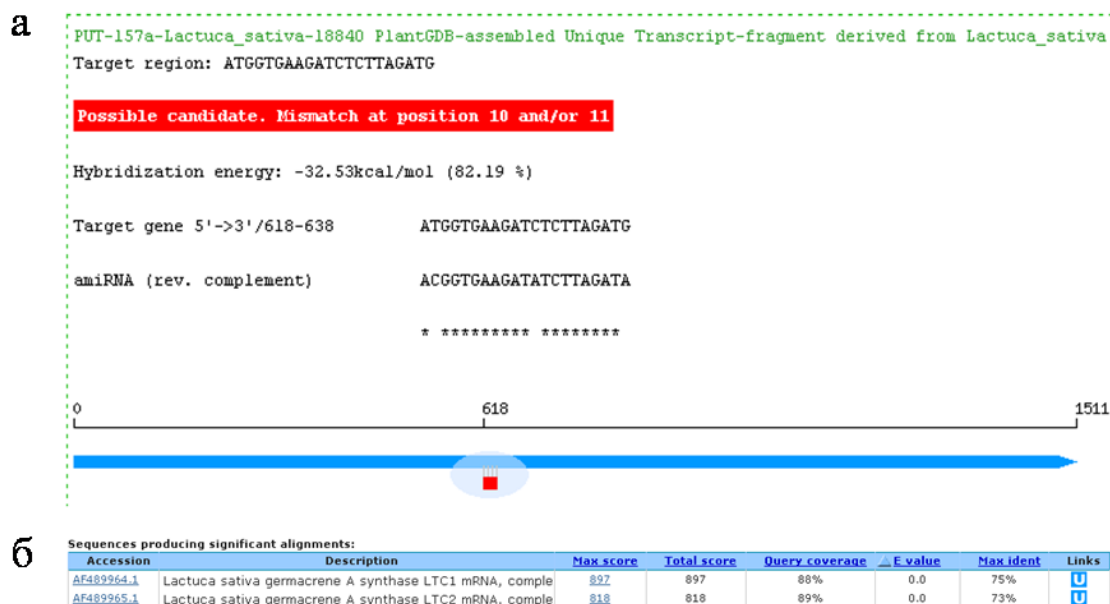 а
PUT-157a-Lactuca_sativa-18840 PlantGDB-assembled Unique Transcript-fragment derived from Lactuca_sativa
Target region: ATGGTGAAGATCTCTTAGATG
Possible candidate. Mismatch at position 10 and/or 11
Hybridization energy: -32.53kcal/mol (82.19 %)
Target gene 5'->3'/618-638 ATGGTGAAGATCTCTTAGATG
amiRNA (rev. complement) ACGGTGAAGATATCTTAGATA
* ********* ********
0 618 1511
б
Sequences producing significant alignments:
Accession Description Max score Total score Query coverage E value Max ident Links
AF489964.1 Lactuca sativa germacrene A synthase LTC1 mRNA, comple 897 897 88% 0.0 75% U
AF489965.1 Lactuca sativa germacrene A synthase LTC2 mRNA, comple 818 818 89% 0.0 73% U